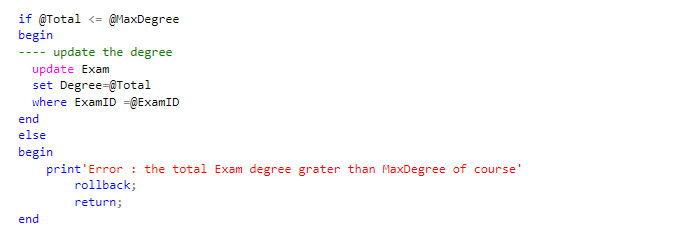 if @Total <= @MaxDegree
begin
---- update the degree
update Exam
set Degree=@Total
where ExamID =@ExamID
end
else
begin
print'Error : the total Exam degree grater than MaxDegree of course'
rollback;
return;
end